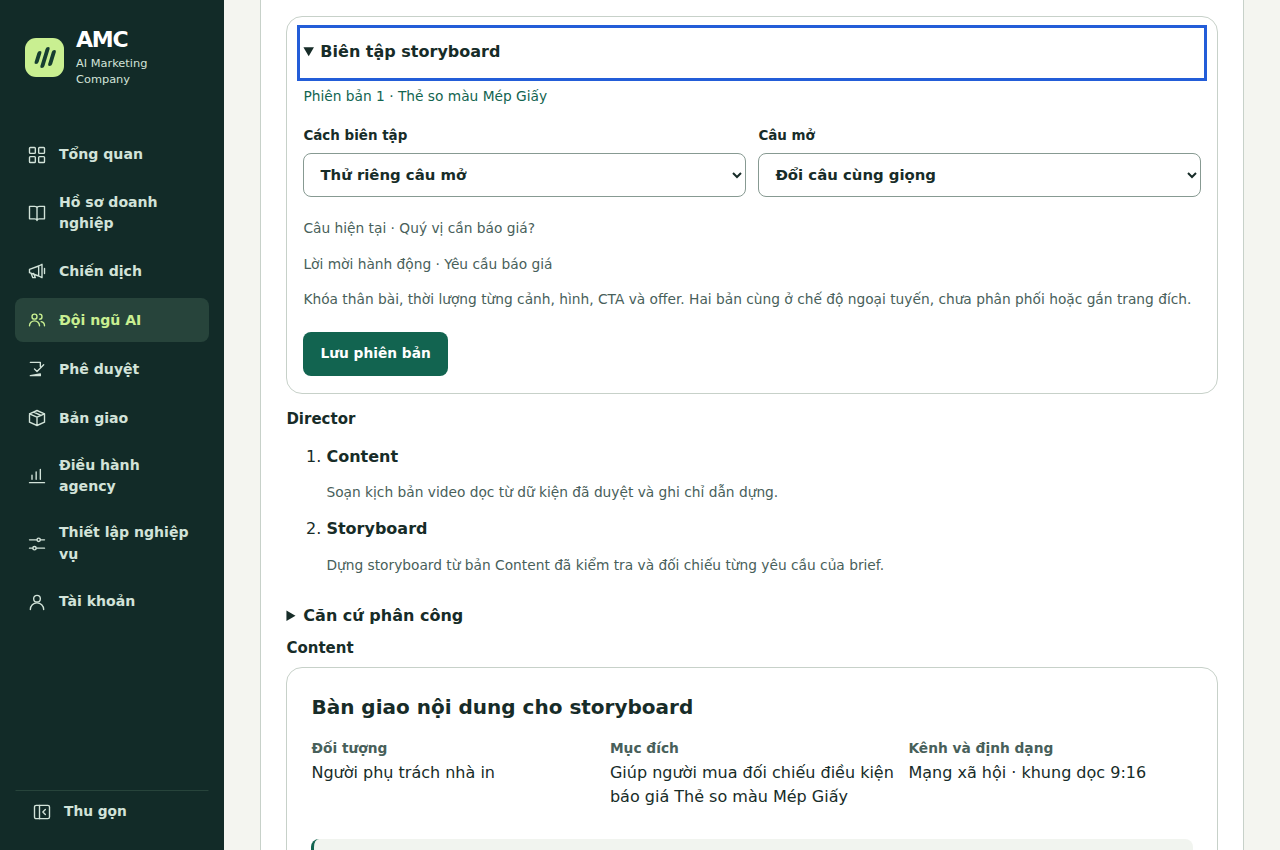 AMC
AI Marketing
Company
Tổng quan
Hồ sơ doanh
nghiệp
Chiến dịch
Đội ngũ AI
Phê duyệt
Bản giao
Điều hành
agency
Thiết lập nghiệp
vụ
Tài khoản
Thu gọn
Biên tập storyboard
Phiên bản 1 · Thẻ so màu Mép Giấy
Cách biên tập
Câu mở
Thử riêng câu mở
Đổi câu cùng giọng
Câu hiện tại · Quý vị cần báo giá?
Lời mời hành động · Yêu cầu báo giá
Khóa thân bài, thời lượng từng cảnh, hình, CTA và offer. Hai bản cùng ở chế độ ngoại tuyến, chưa phân phối hoặc gắn trang đích.
Lưu phiên bản
Director
1. Content
Soạn kịch bản video dọc từ dữ kiện đã duyệt và ghi chỉ dẫn dựng.
2. Storyboard
Dựng storyboard từ bản Content đã kiểm tra và đối chiếu từng yêu cầu của brief.
Căn cứ phân công
Content
Bàn giao nội dung cho storyboard
Đối tượng
Mục đích
Kênh và định dạng
Người phụ trách nhà in
Giúp người mua đối chiếu điều kiện
báo giá Thẻ so màu Mép Giấy
Mạng xã hội · khung dọc 9:16